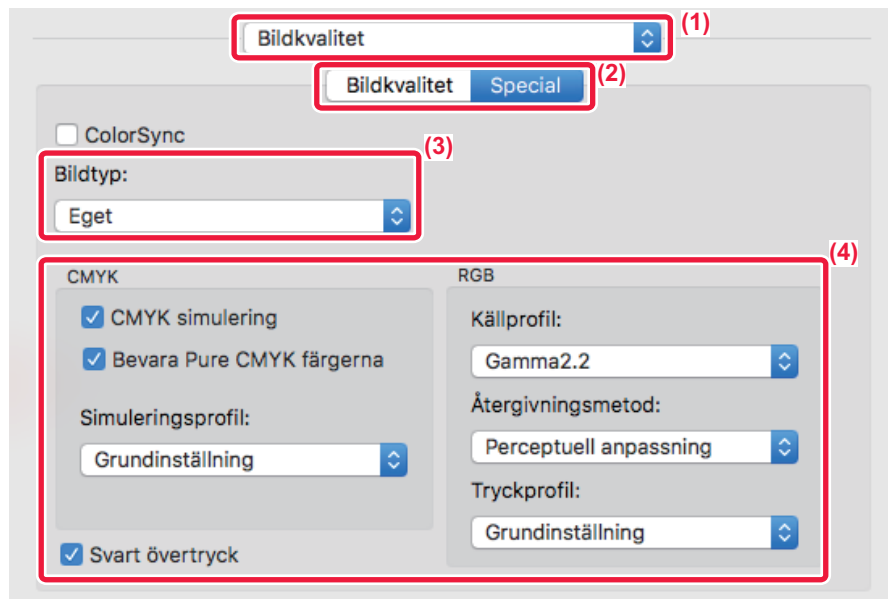 Bildkvalitet
(1)
Bildkvalitet Special
(2)
ColorSync
(3)
Bildtyp:
Eget
(4)
CMYK
CMYK simulering
Bevara Pure CMYK färgerna
Simuleringsprofil:
Grundinställning
Svart övertryck
RGB
Källprofil:
Gamma2.2
Återgivningsmetod:
Perceptuell anpassning
Tryckprofil:
Grundinställning